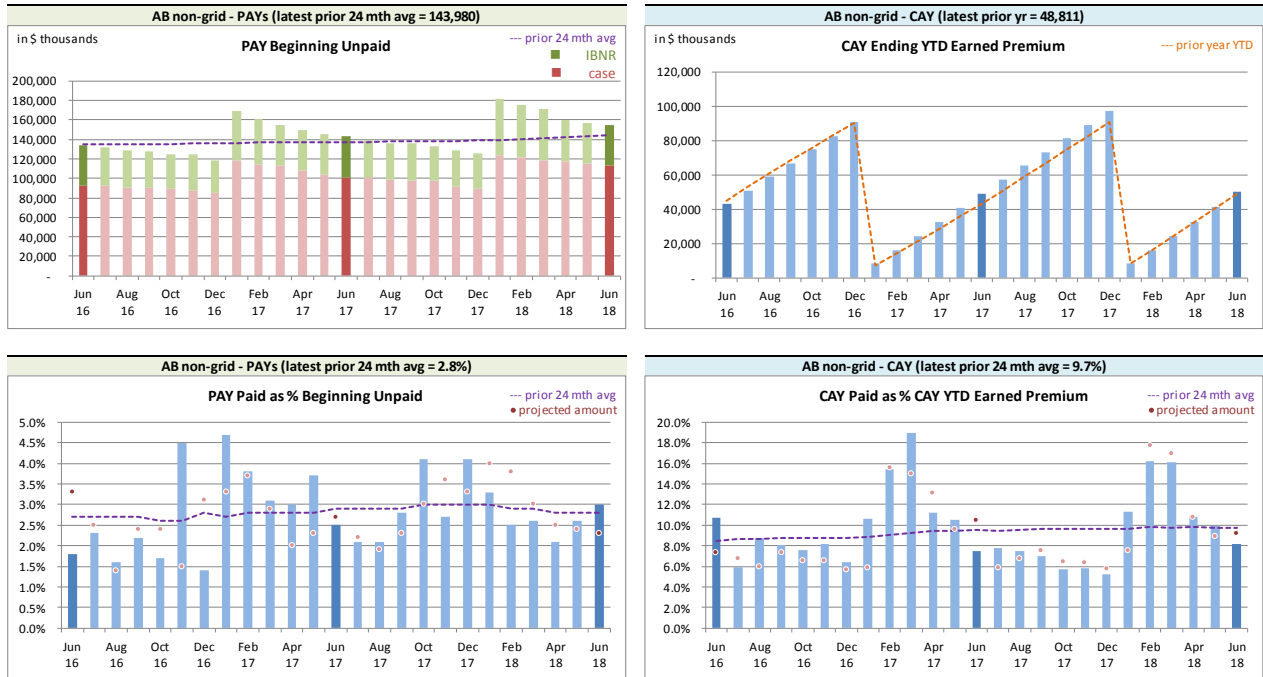 AB non-grid - PAYs (latest prior 24 mth avg = 143,980)
in $ thousands
PAY Beginning Unpaid
--- prior 24 mth avg
IBNR
case
200,000
180,000
160,000
140,000
120,000
100,000
80,000
60,000
40,000
20,000
-
Jun 16
Aug 16
Oct 16
Dec 16
Feb 17
Apr 17
Jun 17
Aug 17
Oct 17
Dec 17
Feb 18
Apr 18
Jun 18
AB non-grid - CAY (latest prior yr = 48,811)
in $ thousands
CAY Ending YTD Earned Premium
--- prior year YTD
120,000
100,000
80,000
60,000
40,000
20,000
-
Jun 16
Aug 16
Oct 16
Dec 16
Feb 17
Apr 17
Jun 17
Aug 17
Oct 17
Dec 17
Feb 18
Apr 18
Jun 18
AB non-grid - PAYs (latest prior 24 mth avg = 2.8%)
PAY Paid as % Beginning Unpaid
--- prior 24 mth avg
projected amount
5.0%
4.5%
4.0%
3.5%
3.0%
2.5%
2.0%
1.5%
1.0%
0.5%
0.0%
Jun 16
Aug 16
Oct 16
Dec 16
Feb 17
Apr 17
Jun 17
Aug 17
Oct 17
Dec 17
Feb 18
Apr 18
Jun 18
AB non-grid - CAY (latest prior 24 mth avg = 9.7%)
CAY Paid as % CAY YTD Earned Premium
--- prior 24 mth avg
projected amount
20.0%
18.0%
16.0%
14.0%
12.0%
10.0%
8.0%
6.0%
4.0%
2.0%
0.0%
Jun 16
Aug 16
Oct 16
Dec 16
Feb 17
Apr 17
Jun 17
Aug 17
Oct 17
Dec 17
Feb 18
Apr 18
Jun 18